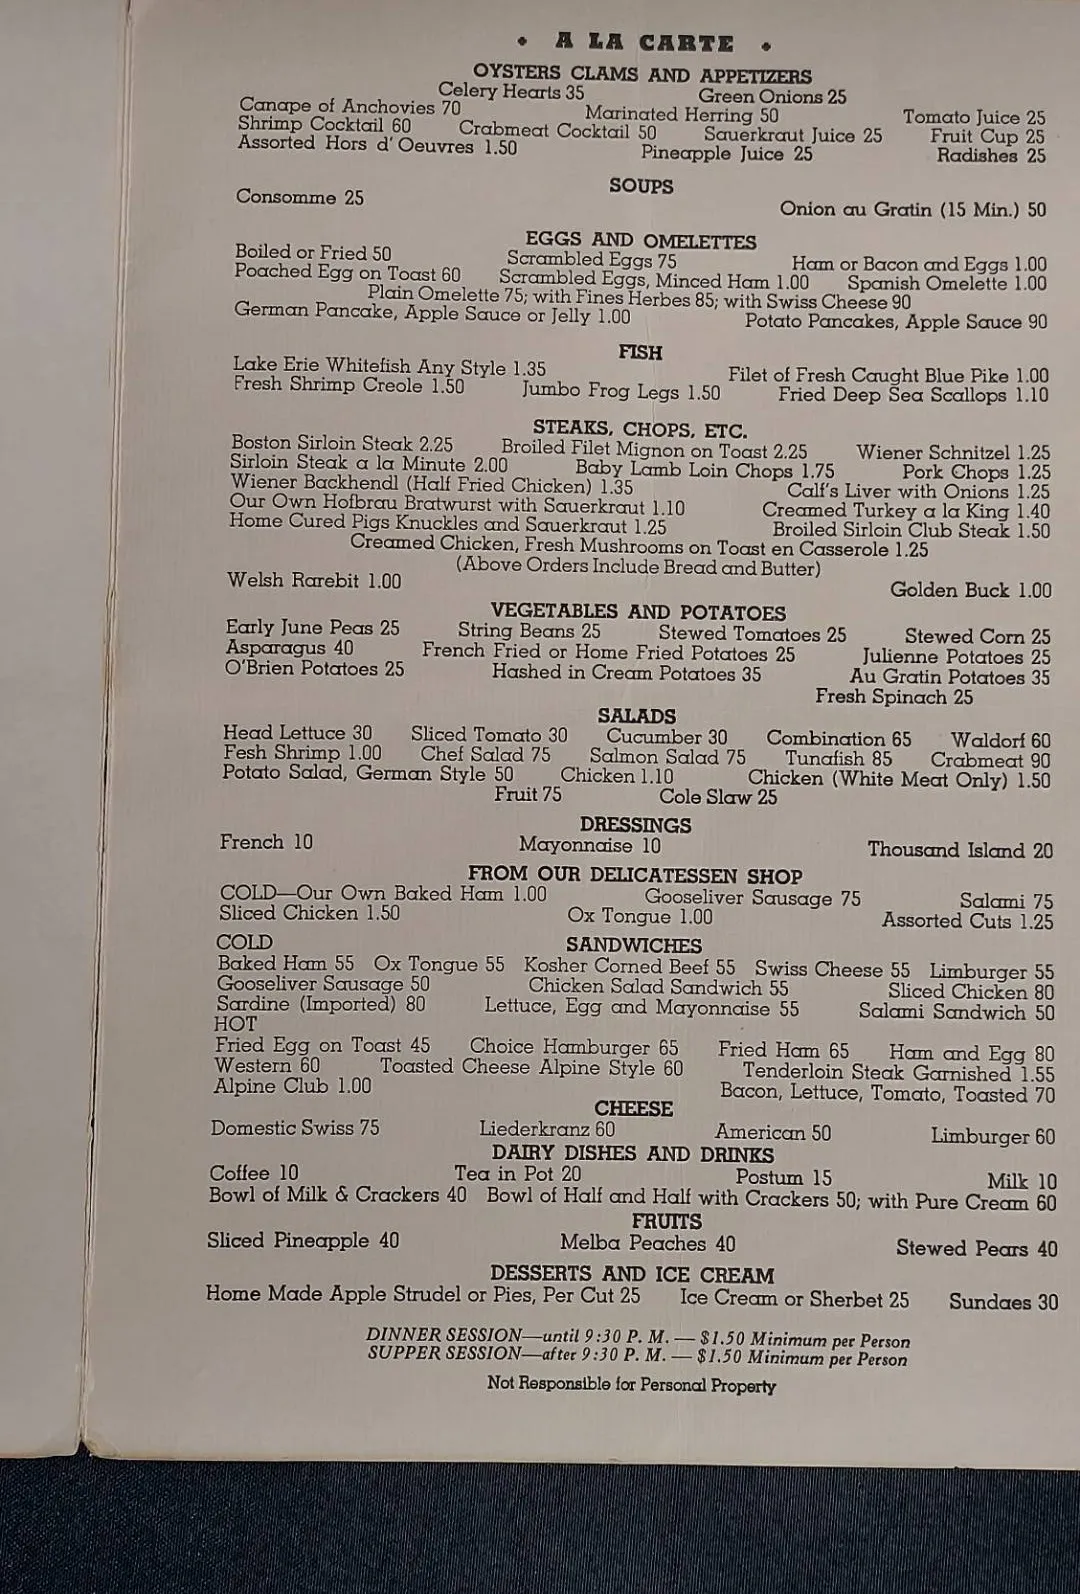 • A LA CARTE •
OYSTERS CLAMS AND APPETIZERS
Celery Hearts 35 Green Onions 25
Canape of Anchovies 70 Marinated Herring 50 Tomato Juice 25
Shrimp Cocktail 60 Crabmeat Cocktail 50 Sauerkraut Juice 25 Fruit Cup 25
Assorted Hors d'Oeuvres 1.50 Pineapple Juice 25 Radishes 25
SOUPS
Consomme 25 Onion au Gratin (15 Min.) 50
EGGS AND OMELETTES
Boiled or Fried 50 Scrambled Eggs 75 Ham or Bacon and Eggs 1.00
Poached Egg on Toast 60 Scrambled Eggs, Minced Ham 1.00 Spanish Omelette 1.00
Plain Omelette 75; with Fines Herbes 85; with Swiss Cheese 90
German Pancake, Apple Sauce or Jelly 1.00 Potato Pancakes, Apple Sauce 90
FISH
Lake Erie Whitefish Any Style 1.35 Filet of Fresh Caught Blue Pike 1.00
Fresh Shrimp Creole 1.50 Jumbo Frog Legs 1.50 Fried Deep Sea Scallops 1.10
STEAKS, CHOPS, ETC.
Boston Sirloin Steak 2.25 Broiled Filet Mignon on Toast 2.25 Wiener Schnitzel 1.25
Sirloin Steak a la Minute 2.00 Baby Lamb Loin Chops 1.75 Pork Chops 1.25
Wiener Backhendl (Half Fried Chicken) 1.35 Calf's Liver with Onions 1.25
Our Own Hofbrau Bratwurst with Sauerkraut 1.10 Creamed Turkey a la King 1.40
Home Cured Pigs Knuckles and Sauerkraut 1.25 Broiled Sirloin Club Steak 1.50
Creamed Chicken, Fresh Mushrooms on Toast en Casserole 1.25
(Above Orders Include Bread and Butter)
Welsh Rarebit 1.00 Golden Buck 1.00
VEGETABLES AND POTATOES
Early June Peas 25 String Beans 25 Stewed Tomatoes 25 Stewed Corn 25
Asparagus 40 French Fried or Home Fried Potatoes 25 Julienne Potatoes 25
O'Brien Potatoes 25 Hashed in Cream Potatoes 35 Au Gratin Potatoes 35
Fresh Spinach 25
SALADS
Head Lettuce 30 Sliced Tomato 30 Cucumber 30 Combination 65 Waldorf 60
Fesh Shrimp 1.00 Chef Salad 75 Salmon Salad 75 Tunafish 85 Crabmeat 90
Potato Salad, German Style 50 Chicken 1.10 Chicken (White Meat Only) 1.50
Fruit 75 Cole Slaw 25
DRESSINGS
French 10 Mayonnaise 10 Thousand Island 20
FROM OUR DELICATESSEN SHOP
COLD—Our Own Baked Ham 1.00 Gooseliver Sausage 75 Salami 75
Sliced Chicken 1.50 Ox Tongue 1.00 Assorted Cuts 1.25
COLD SANDWICHES
Baked Ham 55 Ox Tongue 55 Kosher Corned Beef 55 Swiss Cheese 55 Limburger 55
Gooseliver Sausage 50 Chicken Salad Sandwich 55 Sliced Chicken 80
Sardine (Imported) 80 Lettuce, Egg and Mayonnaise 55 Salami Sandwich 50
HOT
Fried Egg on Toast 45 Choice Hamburger 65 Fried Ham 65 Ham and Egg 80
Western 60 Toasted Cheese Alpine Style 60 Tenderloin Steak Garnished 1.55
Alpine Club 1.00 Bacon, Lettuce, Tomato, Toasted 70
CHEESE
Domestic Swiss 75 Liederkranz 60 American 50 Limburger 60
DAIRY DISHES AND DRINKS
Coffee 10 Tea in Pot 20 Postum 15 Milk 10
Bowl of Milk & Crackers 40 Bowl of Half and Half with Crackers 50; with Pure Cream 60
FRUITS
Sliced Pineapple 40 Melba Peaches 40 Stewed Pears 40
DESSERTS AND ICE CREAM
Home Made Apple Strudel or Pies, Per Cut 25 Ice Cream or Sherbet 25 Sundaes 30
DINNER SESSION—until 9:30 P. M. — $1.50 Minimum per Person
SUPPER SESSION—after 9:30 P. M. — $1.50 Minimum per Person
Not Responsible for Personal Property